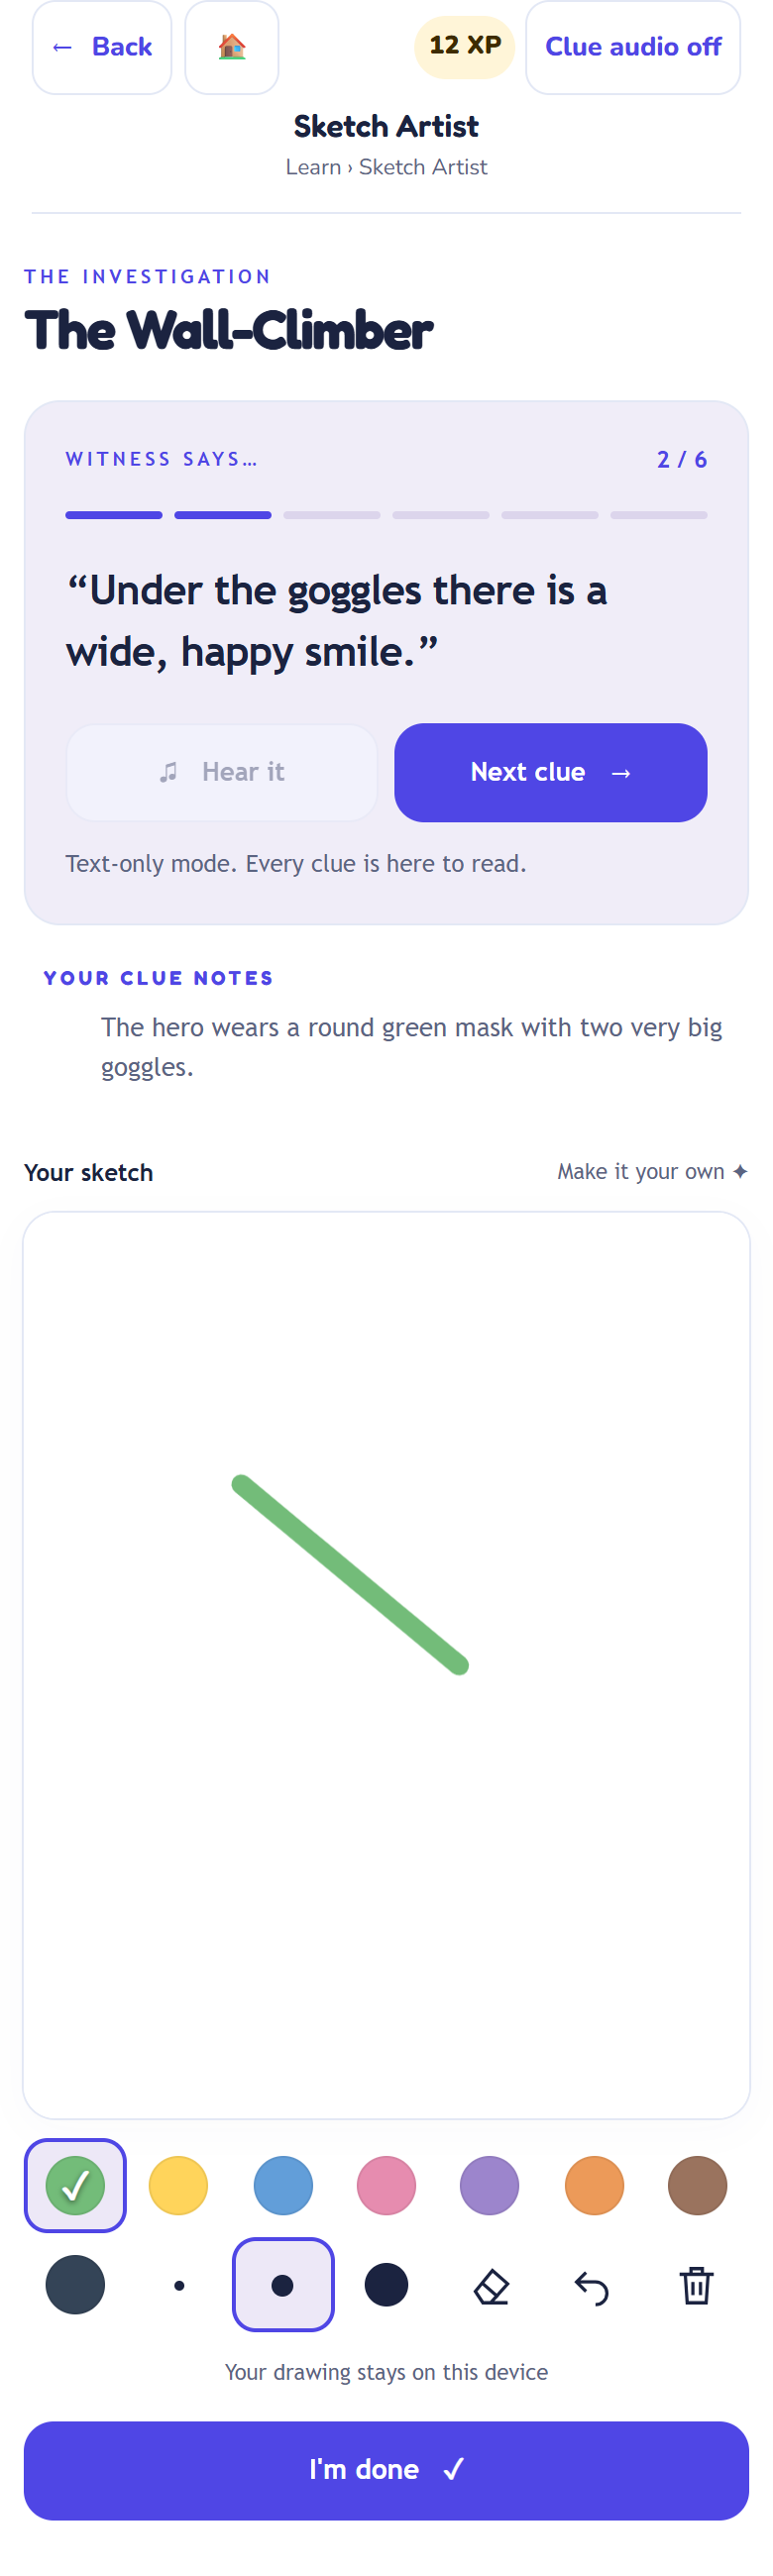 ← Back
12 XP
Clue audio off
Sketch Artist
Learn › Sketch Artist
THE INVESTIGATION
The Wall-Climber
WITNESS SAYS…
2 / 6
“Under the goggles there is a
wide, happy smile.”
♫ Hear it
Next clue →
Text-only mode. Every clue is here to read.
YOUR CLUE NOTES
The hero wears a round green mask with two very big
goggles.
Your sketch
Make it your own ✦
Your drawing stays on this device
I'm done ✓